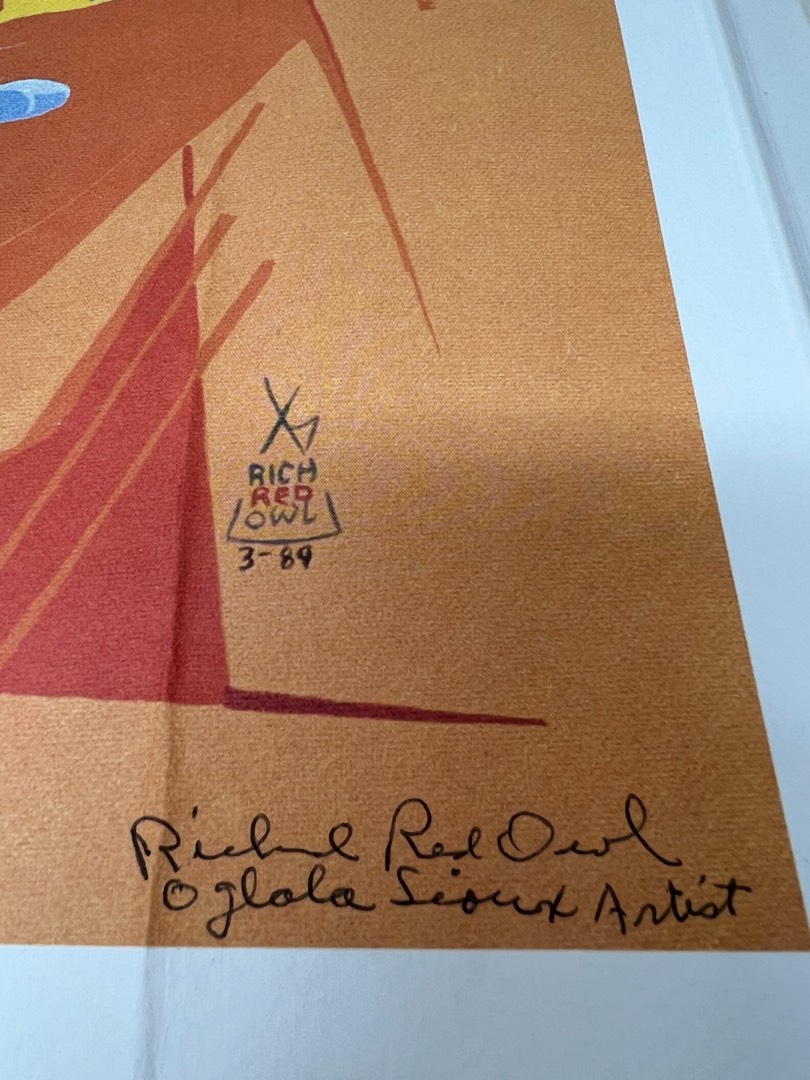 RICH
RED
OWL
3-89
Richard Red Owl
Oglala Sioux Artist